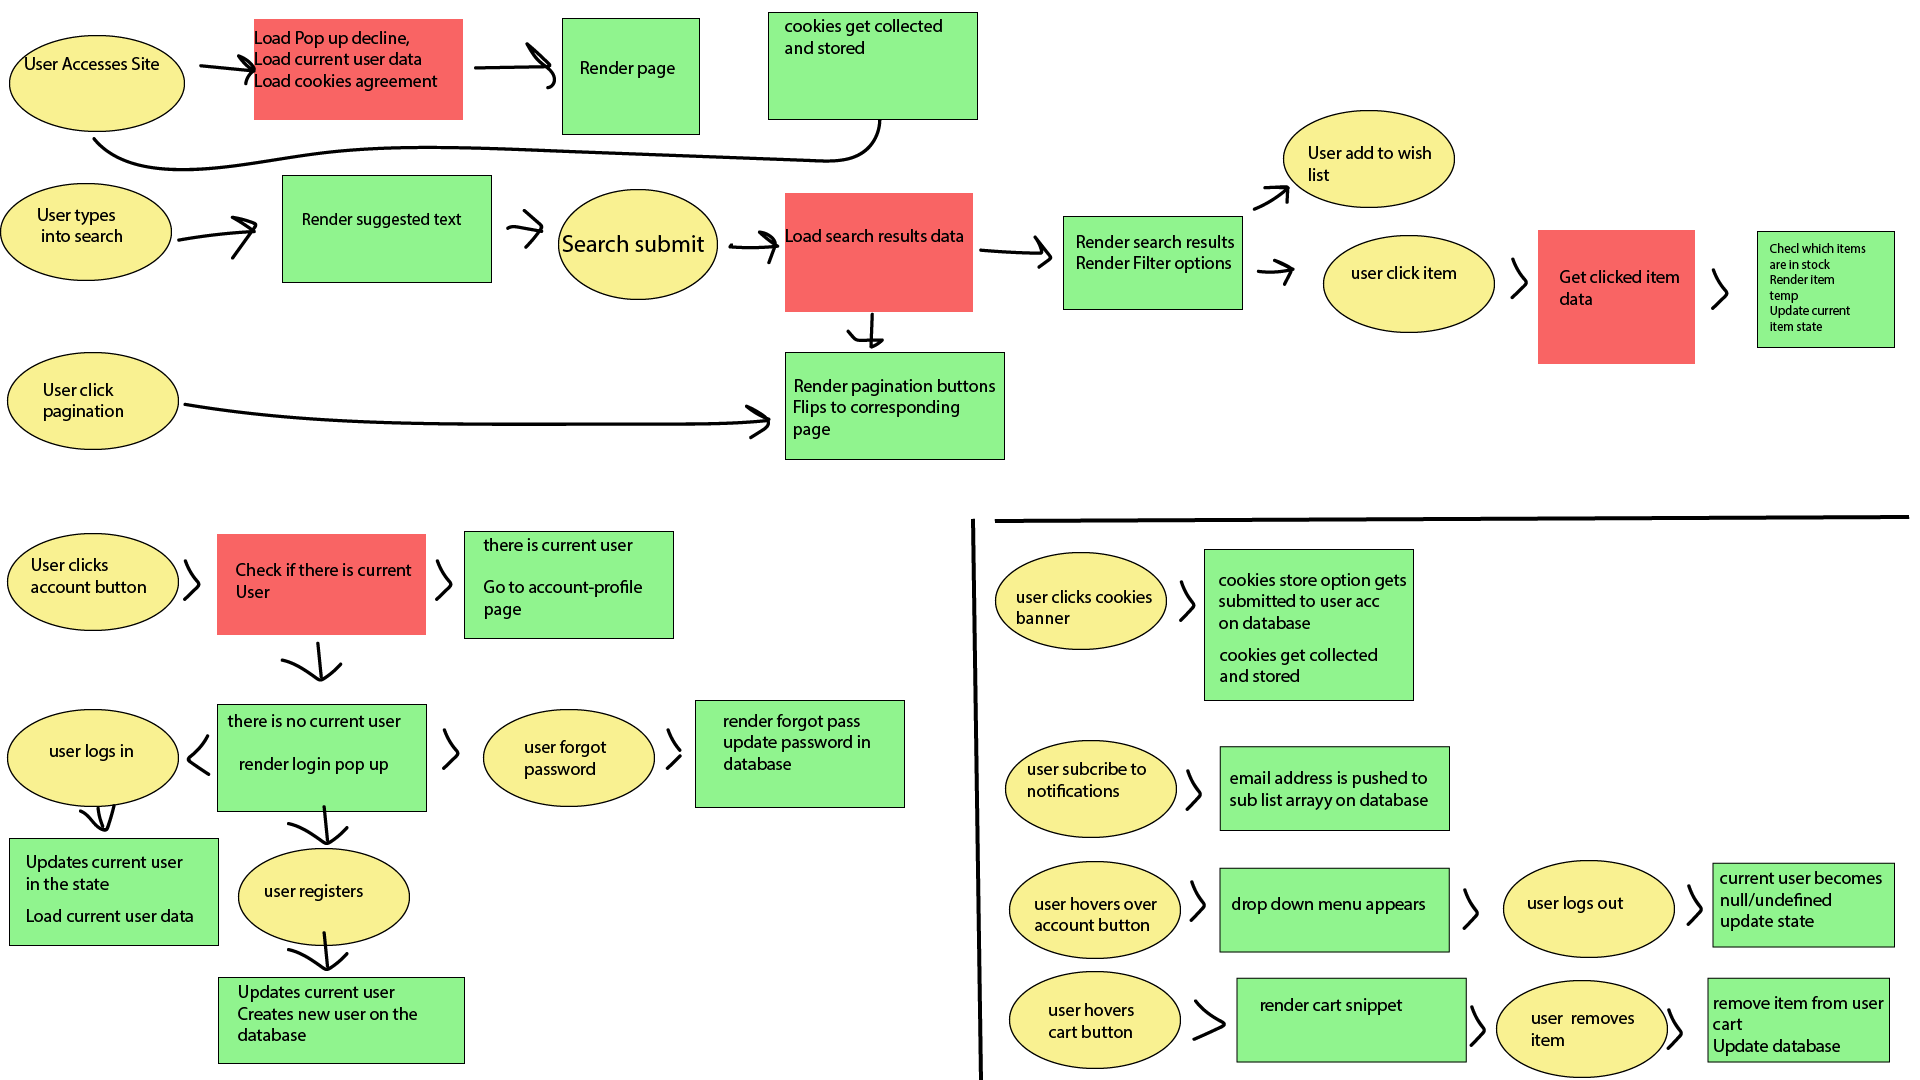 User Accesses Site
Load Pop up decline,
Load current user data
Load cookies agreement
Render page
cookies get collected
and stored
User types
into search
Render suggested text
Search submit
Load search results data
Render search results
Render Filter options
User add to wish
list
user click item
Get clicked item
data
Checl which items
are in stock
Render item
temp
Update current
item state
User click
pagination
Render pagination buttons
Flips to corresponding
page
User clicks
account button
Check if there is current
User
there is current user
Go to account-profile
page
user logs in
there is no current user
render login pop up
user forgot
password
render forgot pass
update password in
database
Updates current user
in the state
Load current user data
user registers
Updates current user
Creates new user on the
database
user clicks cookies
banner
cookies store option gets
submitted to user acc
on database
cookies get collected
and stored
user subcribe to
notifications
email address is pushed to
sub list arrayy on database
user hovers over
account button
drop down menu appears
user logs out
current user becomes
null/undefined
update state
user hovers
cart button
render cart snippet
user  removes
item
remove item from user
cart
Update database